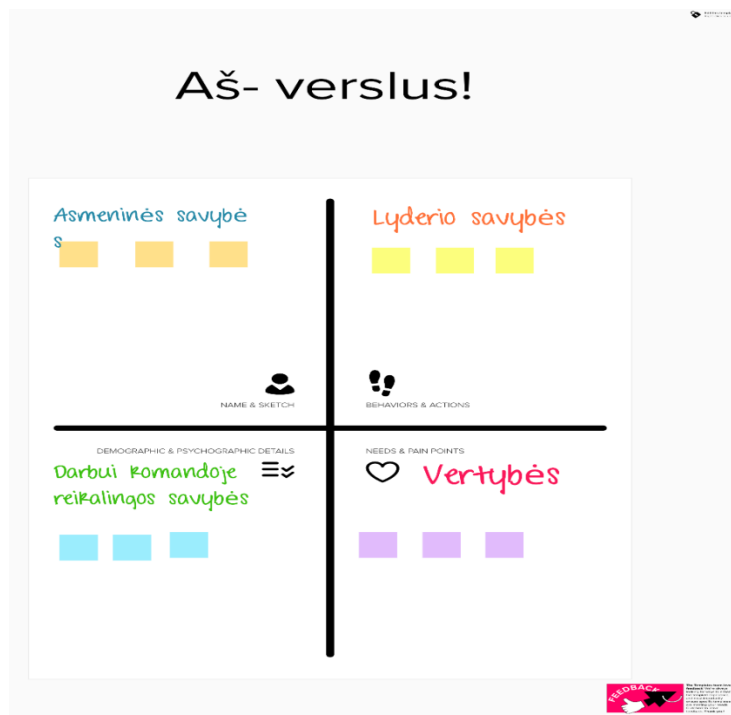 Aš- verslus!
Asmeninės savybė
s
Lyderio savybės
NAME & SKETCH
BEHAVIORS & ACTIONS
DEMOGRAPHIC & PSYCHOGRAPHIC DETAILS
NEEDS & PAIN POINTS
Darbui komandoje
reikalingos savybės
Vertybės
FEEDBACK